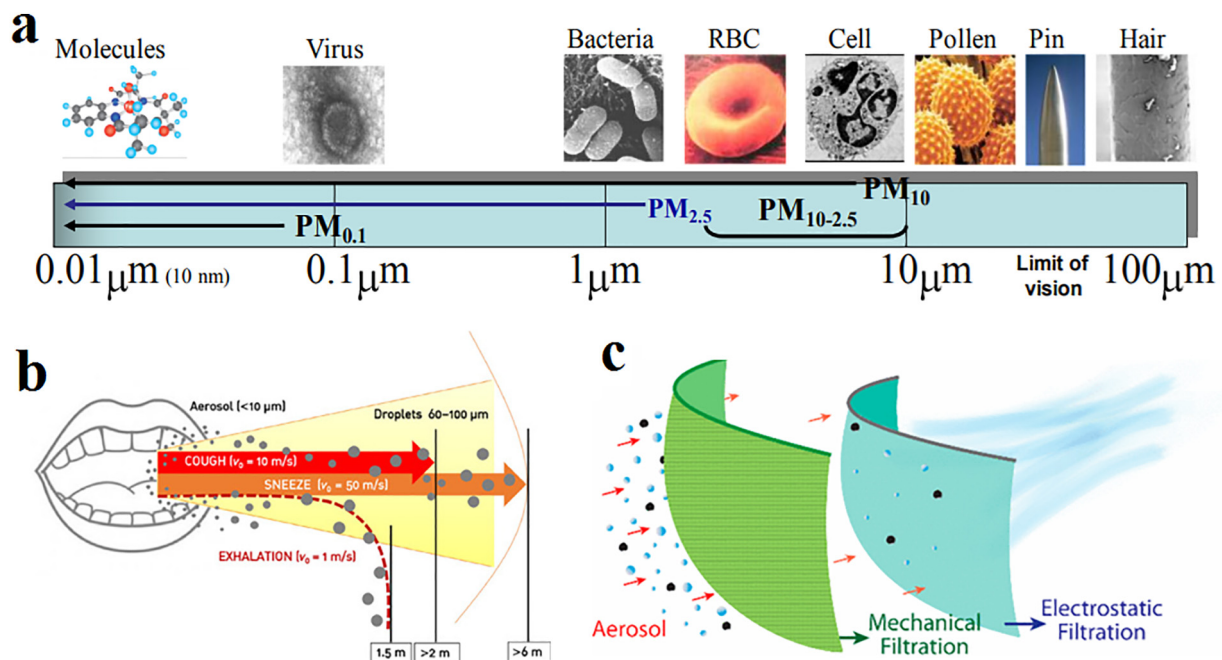 a
Molecules
Virus
Bacteria
RBC
Cell
Pollen
Pin
Hair
PM10
PM2.5
PM10-2.5
PM0.1
0.01µm (10 nm)
0.1µm
1µm
10µm
Limit of
vision
100µm
b
Aerosol (<10 µm)
Droplets 60–100 µm
COUGH (v0 = 10 m/s)
SNEEZE (v0 = 50 m/s)
EXHALATION (v0 = 1 m/s)
1.5 m
>2 m
>6 m
c
Aerosol
Mechanical
Filtration
Electrostatic
Filtration